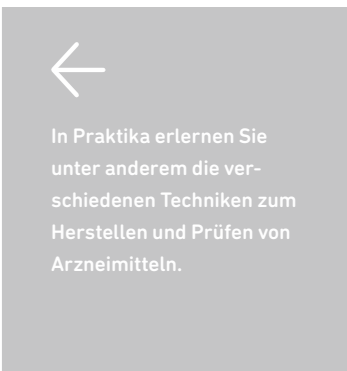 In Praktika erlernen Sie
unter anderem die ver-
schiedenen Techniken zum
Herstellen und Prüfen von
Arzneimitteln.